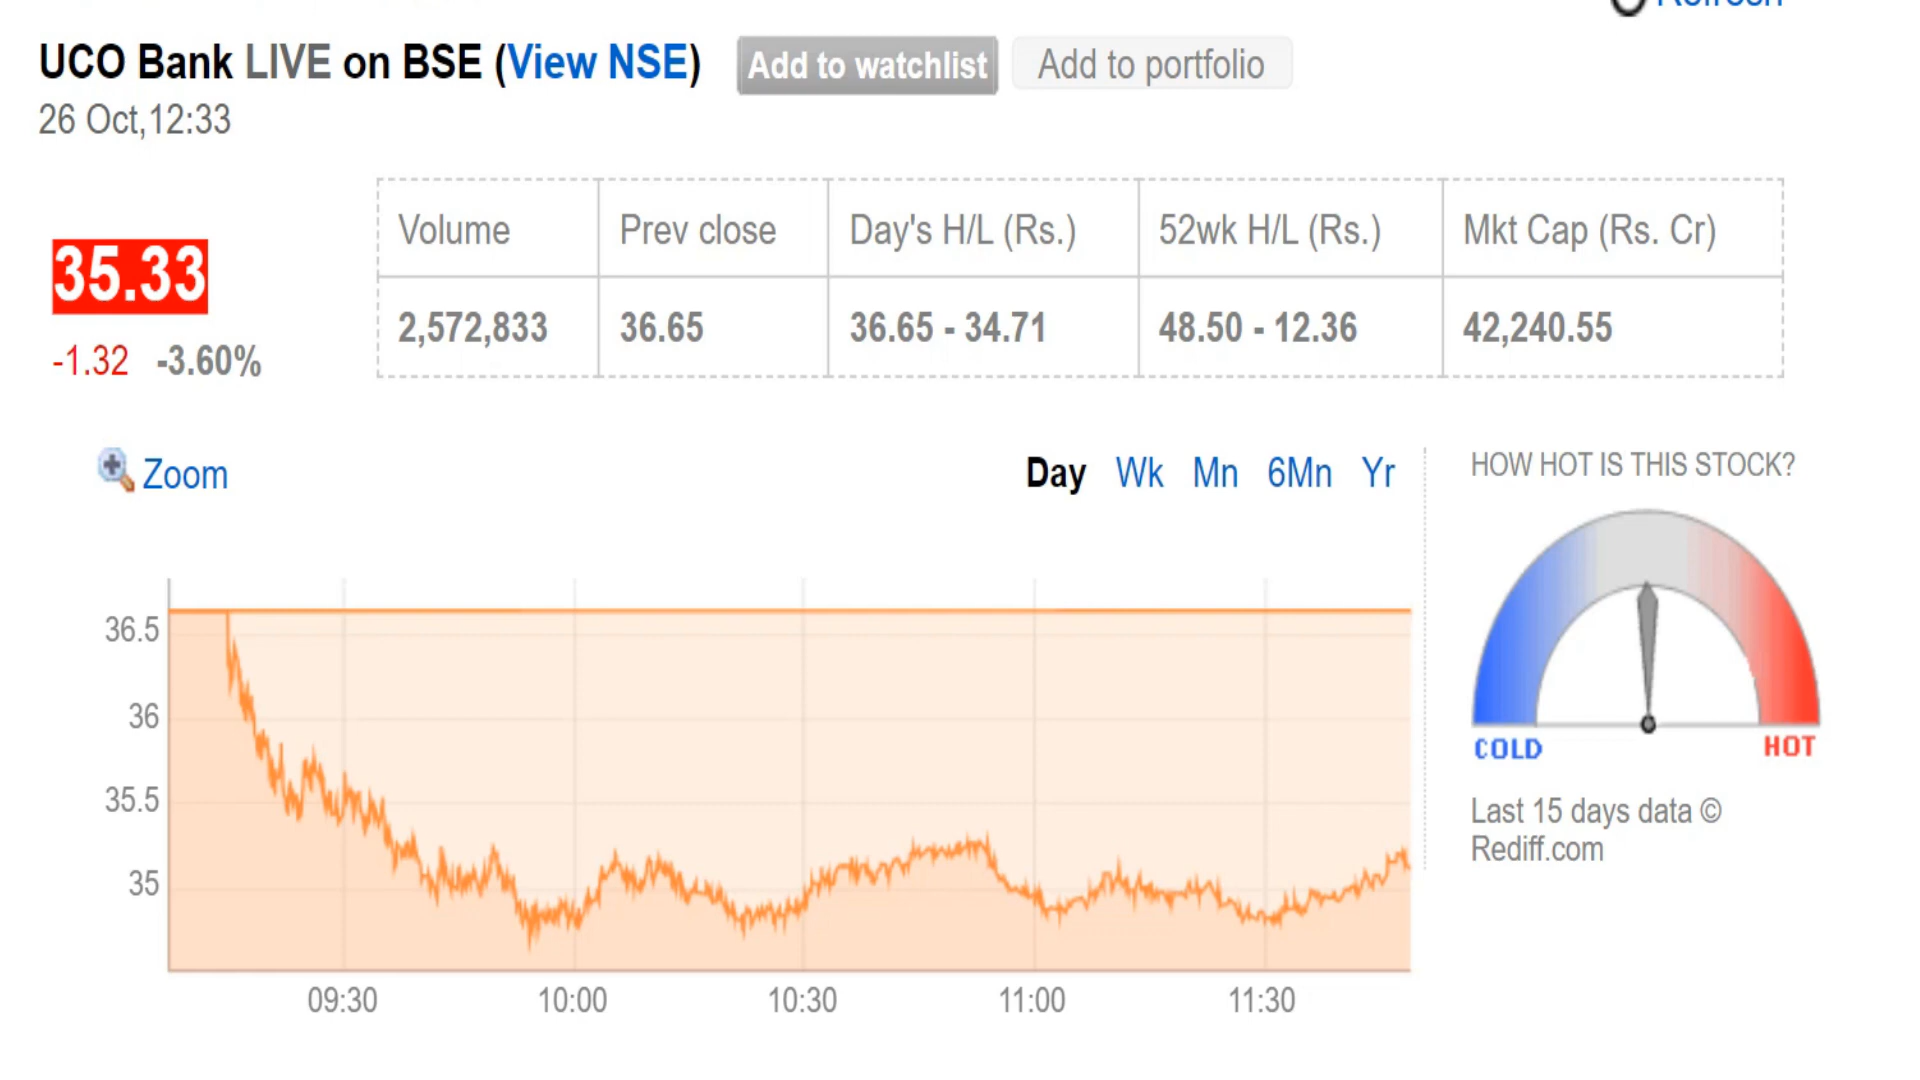 Refresh
UCO Bank LIVE on BSE (View NSE)
Add to watchlist
Add to portfolio
26 Oct,12:33
35.33
-1.32 -3.60%
Volume Prev close Day's H/L (Rs.) 52wk H/L (Rs.) Mkt Cap (Rs. Cr)
2,572,833 36.65 36.65 - 34.71 48.50 - 12.36 42,240.55
Zoom
Day Wk Mn 6Mn Yr
HOW HOT IS THIS STOCK?
36.5
36
35.5
35
09:30 10:00 10:30 11:00 11:30
COLD HOT
Last 15 days data ©
Rediff.com